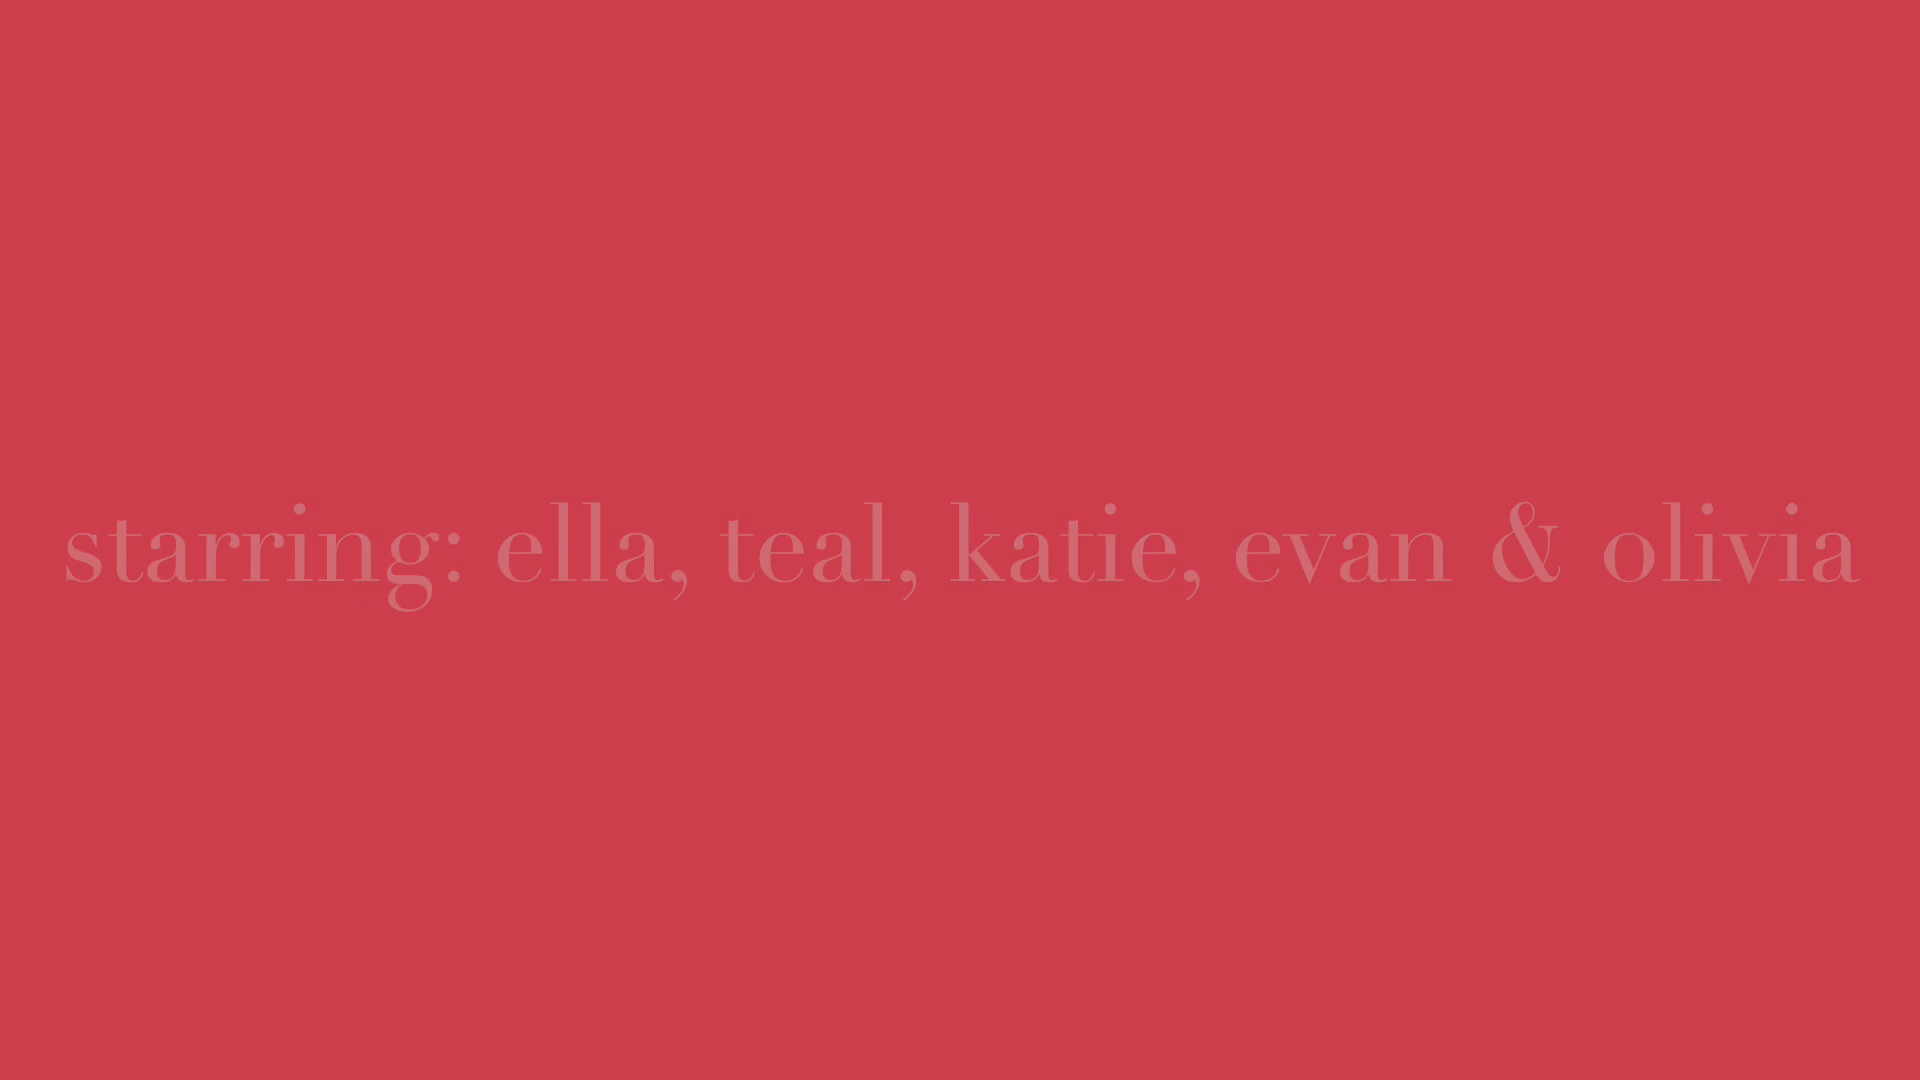 starring: ella, teal, katie, evan & olivia